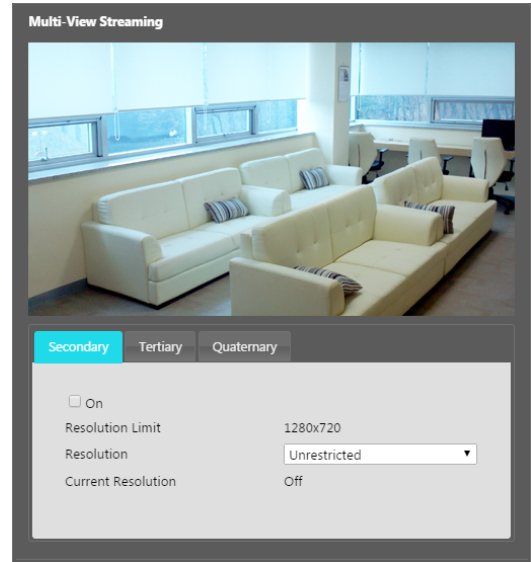 Multi-View Streaming
Secondary Tertiary Quaternary
On
Resolution Limit 1280x720
Resolution Unrestricted
Current Resolution Off